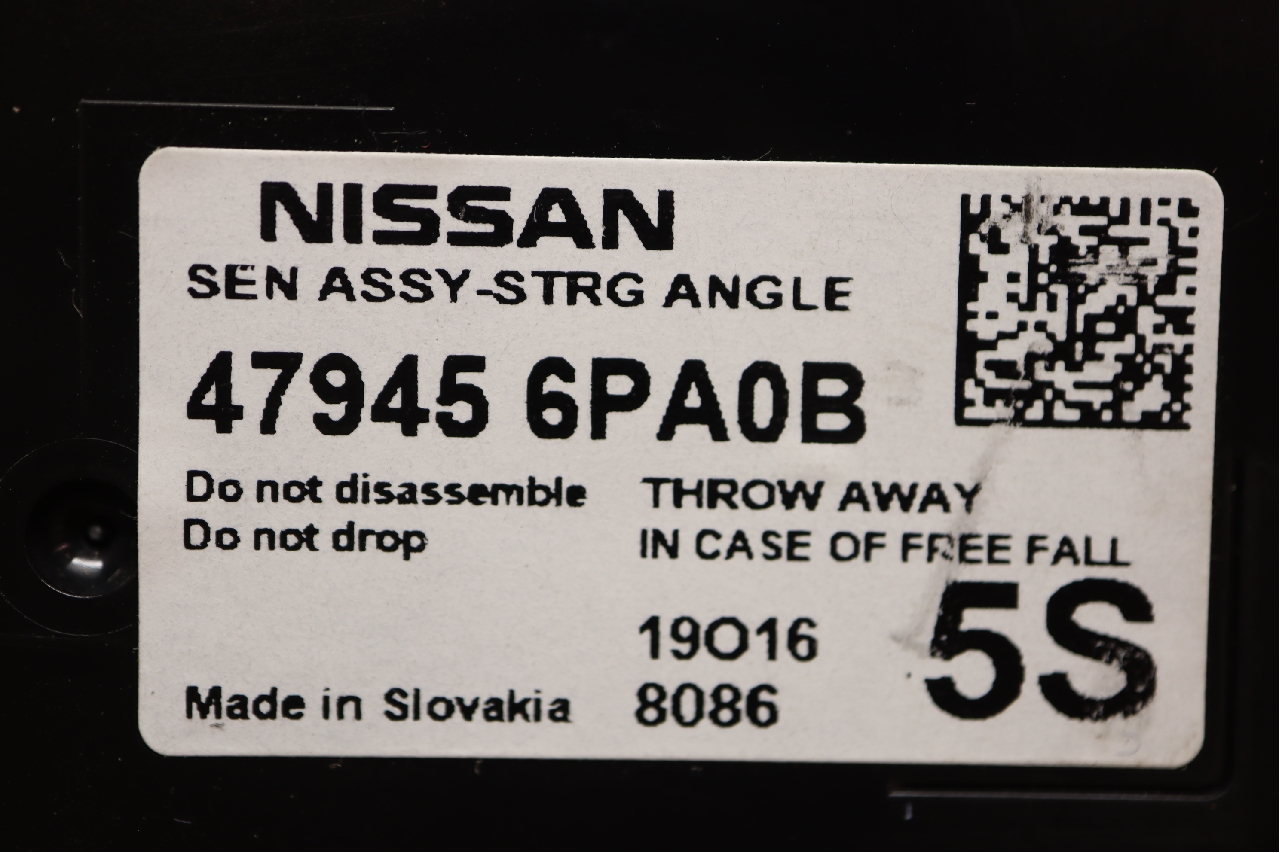 NISSAN
SEN ASSY-STRG ANGLE
47945 6PA0B
Do not disassemble
Do not drop
THROW AWAY
IN CASE OF FREE FALL
19O16
8086
5S
Made in Slovakia